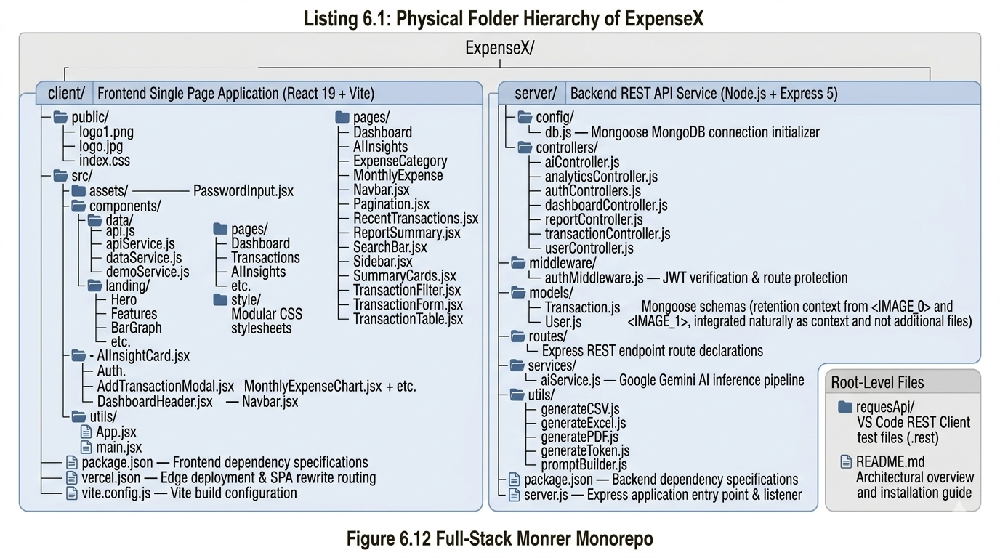 Listing 6.1: Physical Folder Hierarchy of ExpenseX
ExpenseX/
client/ Frontend Single Page Application (React 19 + Vite)
public/
logo1.png
logo.jpg
index.css
src/
assets/ PasswordInput.jsx
components/
data/
api.js
apiService.js
dataService.js
demoService.js
landing/
Hero
Features
BarGraph
etc.
pages/
Dashboard
Transactions
AIInsights
etc.
style/
Modular CSS
stylesheets
- AIInsightCard.jsx
Auth.
AddTransactionModal.jsx MonthlyExpenseChart.jsx + etc.
DashboardHeader.jsx — Navbar.jsx
utils/
App.jsx
main.jsx
package.json — Frontend dependency specifications
vercel.json — Edge deployment & SPA rewrite routing
vite.config.js — Vite build configuration
pages/
Dashboard
AIInsights
ExpenseCategory
MonthlyExpense
Navbar.jsx
Pagination.jsx
RecentTransactions.jsx
ReportSummary.jsx
SearchBar.jsx
Sidebar.jsx
SummaryCards.jsx
TransactionFilter.jsx
TransactionForm.jsx
TransactionTable.jsx
server/ Backend REST API Service (Node.js + Express 5)
config/
db.js — Mongoose MongoDB connection initializer
controllers/
aiController.js
analyticsController.js
authControllers.js
dashboardController.js
reportController.js
transactionController.js
userController.js
middleware/
authMiddleware.js — JWT verification & route protection
models/
Transaction.js
User.js
Mongoose schemas (retention context from <IMAGE_0> and
<IMAGE_1>, integrated naturally as context and not additional files)
routes/
Express REST endpoint route declarations
services/
aiService.js — Google Gemini AI inference pipeline
utils/
generateCSV.js
generateExcel.js
generatePDF.js
generateToken.js
promptBuilder.js
package.json — Backend dependency specifications
server.js — Express application entry point & listener
Root-Level Files
requesApi/
VS Code REST Client
test files (.rest)
README.md
Architectural overview
and installation guide
Figure 6.12 Full-Stack Monrer Monorepo